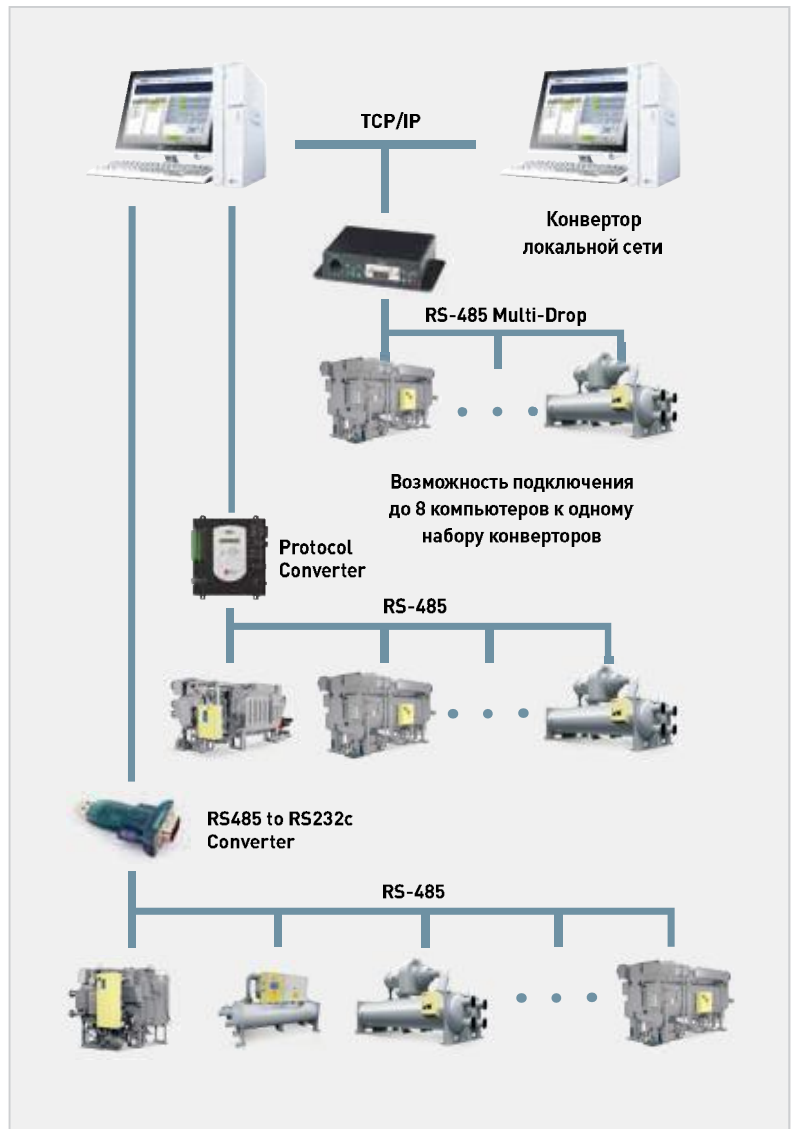 TCP/IP
Конвертор
локальной сети
RS-485 Multi-Drop
Возможность подключения
до 8 компьютеров к одному
набору конверторов
Protocol
Converter
RS-485
RS485 to RS232c
Converter
RS-485